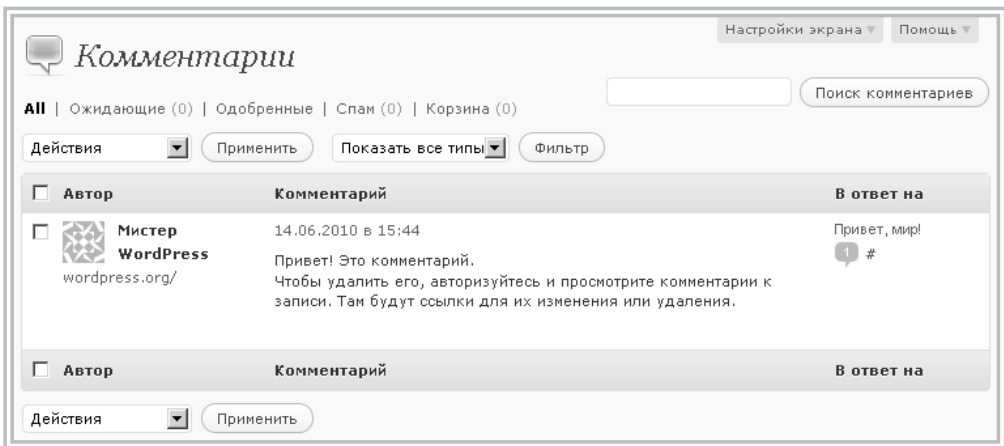 Настройки экрана Помощь
Комментарии
Поиск комментариев
All | Ожидающие (0) | Одобренные | Спам (0) | Корзина (0)
Действия Применить Показать все типы Фильтр
Автор Комментарий В ответ на
Мистер WordPress
wordpress.org/
14.06.2010 в 15:44
Привет! Это комментарий.
Чтобы удалить его, авторизуйтесь и просмотрите комментарии к
записи. Там будут ссылки для их изменения или удаления.
Привет, мир!
1 #
Автор Комментарий В ответ на
Действия Применить